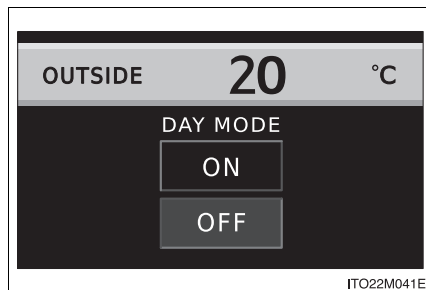 OUTSIDE 20 °C
DAY MODE
ON
OFF
ITO22M041E